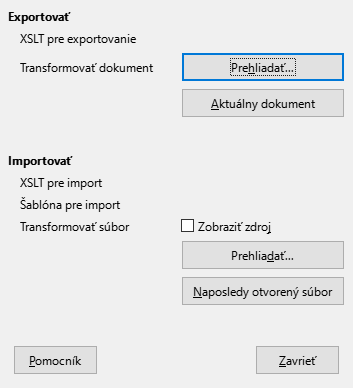 Exportovať
XSLT pre exportovanie
Transformovať dokument
Prehliadať...
Aktuálny dokument
Importovať
XSLT pre import
Šablóna pre import
Transformovať súbor
Zobraziť zdroj
Prehliadať...
Naposledy otvorený súbor
Pomocník
Zavrieť